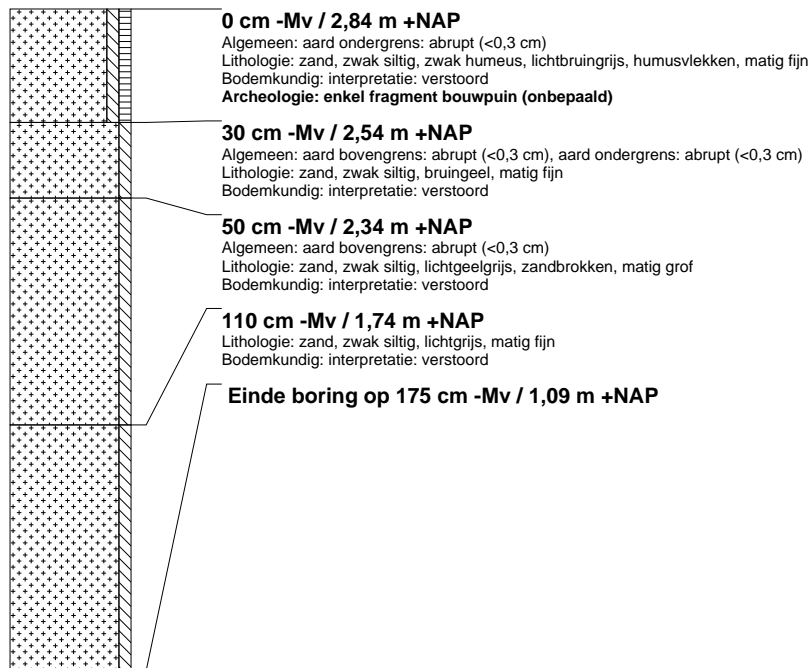 0 cm -Mv / 2,84 m +NAP
Algemeen: aard ondergrens: abrupt (<0,3 cm)
Lithologie: zand, zwak siltig, zwak humeus, lichtbruingrijs, humusvlekken, matig fijn
Bodemkundig: interpretatie: verstoord
Archeologie: enkel fragment bouwpuin (onbepaald)
30 cm -Mv / 2,54 m +NAP
Algemeen: aard bovengrens: abrupt (<0,3 cm), aard ondergrens: abrupt (<0,3 cm)
Lithologie: zand, zwak siltig, bruingeel, matig fijn
Bodemkundig: interpretatie: verstoord
50 cm -Mv / 2,34 m +NAP
Algemeen: aard bovengrens: abrupt (<0,3 cm)
Lithologie: zand, zwak siltig, lichtgeelgrijs, zandbrokken, matig grof
Bodemkundig: interpretatie: verstoord
110 cm -Mv / 1,74 m +NAP
Lithologie: zand, zwak siltig, lichtgrijs, matig fijn
Bodemkundig: interpretatie: verstoord
Einde boring op 175 cm -Mv / 1,09 m +NAP